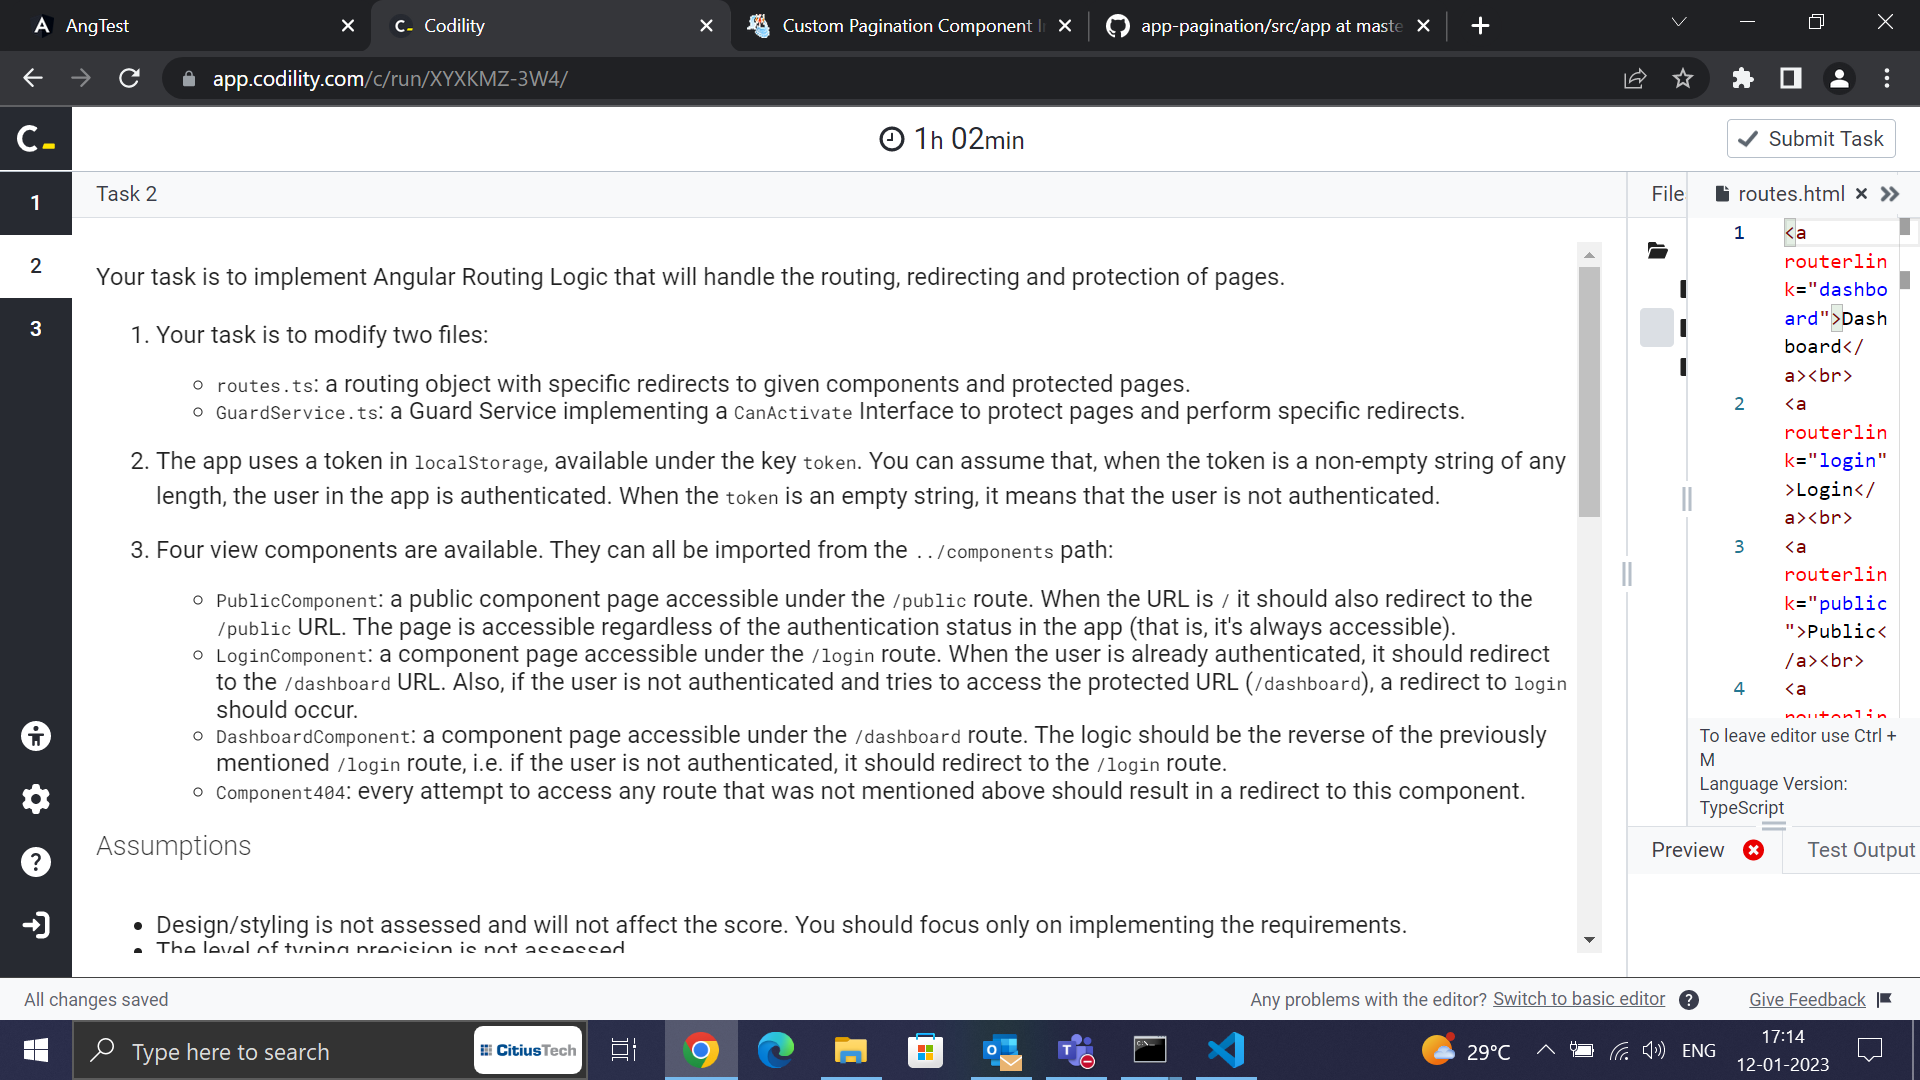 AngTest
Codility
Custom Pagination Component I
app-pagination/src/app at maste
app.codility.com/c/run/XYXKMZ-3W4/
1h 02min
Submit Task
1
2
3
Task 2
File
routes.html
Your task is to implement Angular Routing Logic that will handle the routing, redirecting and protection of pages.
1. Your task is to modify two files:
routes.ts: a routing object with specific redirects to given components and protected pages.
GuardService.ts: a Guard Service implementing a CanActivate Interface to protect pages and perform specific redirects.
2. The app uses a token in localStorage, available under the key token. You can assume that, when the token is a non-empty string of any
length, the user in the app is authenticated. When the token is an empty string, it means that the user is not authenticated.
3. Four view components are available. They can all be imported from the ../components path:
PublicComponent: a public component page accessible under the /public route. When the URL is / it should also redirect to the
/public URL. The page is accessible regardless of the authentication status in the app (that is, it's always accessible).
LoginComponent: a component page accessible under the /login route. When the user is already authenticated, it should redirect
to the /dashboard URL. Also, if the user is not authenticated and tries to access the protected URL (/dashboard), a redirect to login
should occur.
DashboardComponent: a component page accessible under the /dashboard route. The logic should be the reverse of the previously
mentioned /login route, i.e. if the user is not authenticated, it should redirect to the /login route.
Component404: every attempt to access any route that was not mentioned above should result in a redirect to this component.
Assumptions
Design/styling is not assessed and will not affect the score. You should focus only on implementing the requirements.
The level of typing precision is not assessed
1 <a
routerlin
k="dashbo
ard">Dash
board</
a><br>
2 <a
routerlin
k="login"
>Login</
a><br>
3 <a
routerlin
k="public
">Public<
/a><br>
4 <a
routerlin
To leave editor use Ctrl +
M
Language Version:
TypeScript
Preview
Test Output
All changes saved
Any problems with the editor? Switch to basic editor
Give Feedback
Type here to search
CitiusTech
29°C
ENG
17:14
12-01-2023